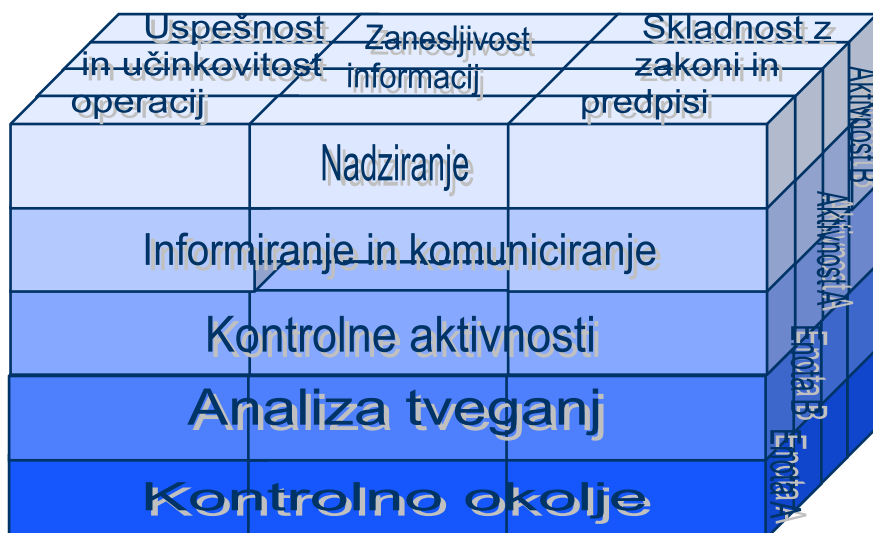 Uspešnost
in učinkovitost
operacij
Zanesljivost
informacij
Skladnost z
zakoni in
predpisi
Nadziranje
Informiranje in komuniciranje
Kontrolne aktivnosti
Analiza tveganj
Kontrolno okolje
Enota A
Enota B
Aktivnost A
Aktivnost B